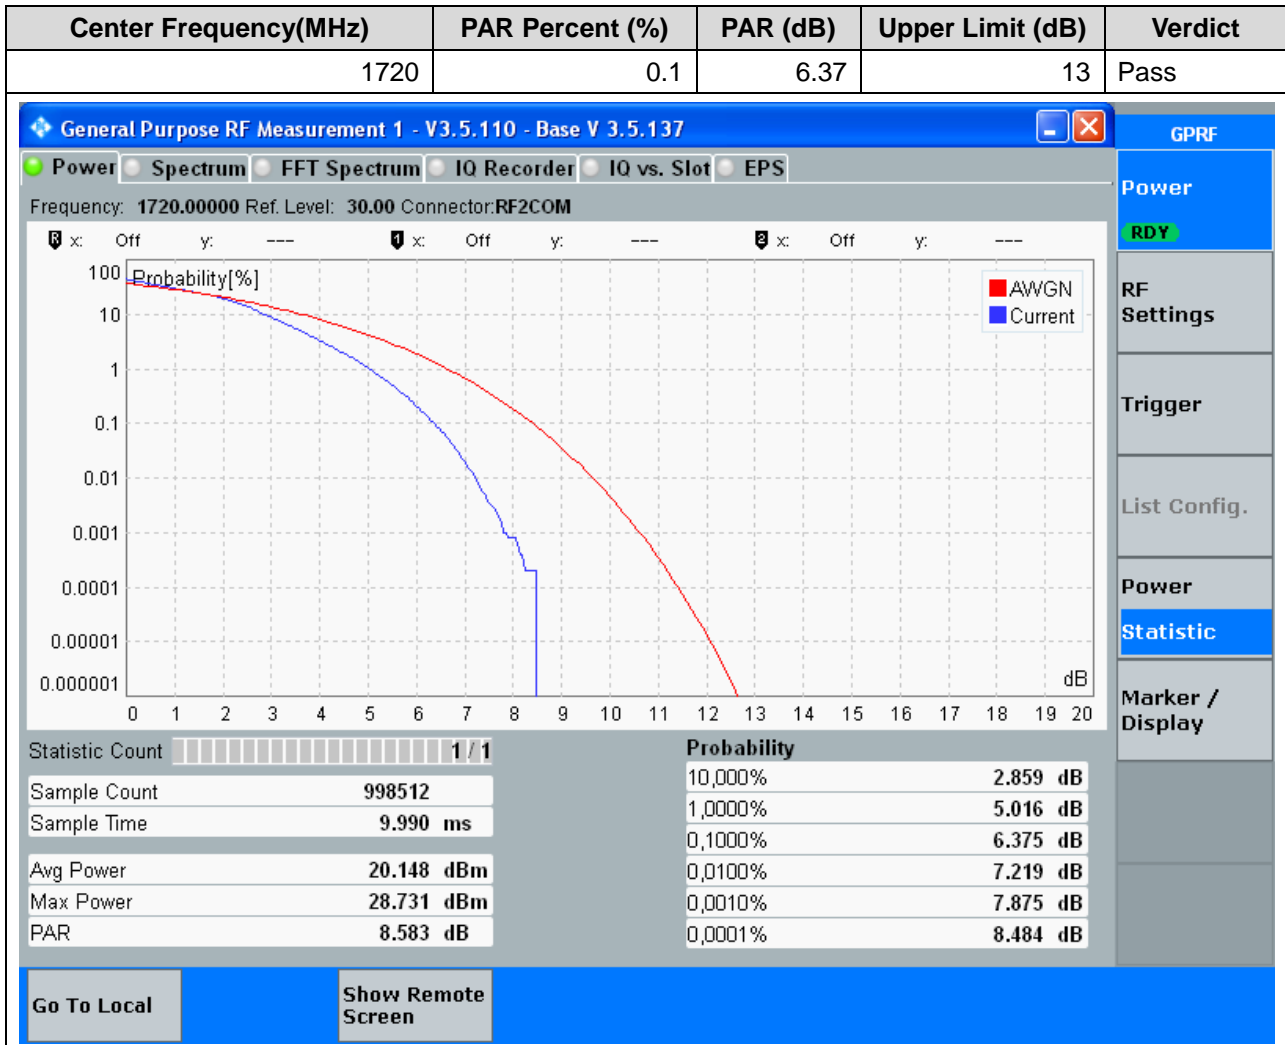 Center Frequency(MHz) PAR Percent (%) PAR (dB) Upper Limit (dB) Verdict
1720 0.1 6.37 13 Pass
General Purpose RF Measurement 1 - V3.5.110 - Base V 3.5.137
GPRF
Power Spectrum FFT Spectrum IQ Recorder IQ vs. Slot EPS
Power
RDY
Frequency: 1720.00000 Ref. Level: 30.00 Connector:RF2COM
R x: Off y: --- 1 x: Off y: --- 2 x: Off y: ---
Probability[%]
AWGN
Current
100
10
1
0.1
0.01
0.001
0.0001
0.00001
0.000001
dB
0 1 2 3 4 5 6 7 8 9 10 11 12 13 14 15 16 17 18 19 20
RF
Settings
Trigger
List Config.
Power
Statistic
Marker /
Display
Statistic Count 1 / 1
Sample Count 998512
Sample Time 9.990 ms
Avg Power 20.148 dBm
Max Power 28.731 dBm
PAR 8.583 dB
Probability
10,000% 2.859 dB
1,0000% 5.016 dB
0,1000% 6.375 dB
0,0100% 7.219 dB
0,0010% 7.875 dB
0,0001% 8.484 dB
Go To Local
Show Remote
Screen